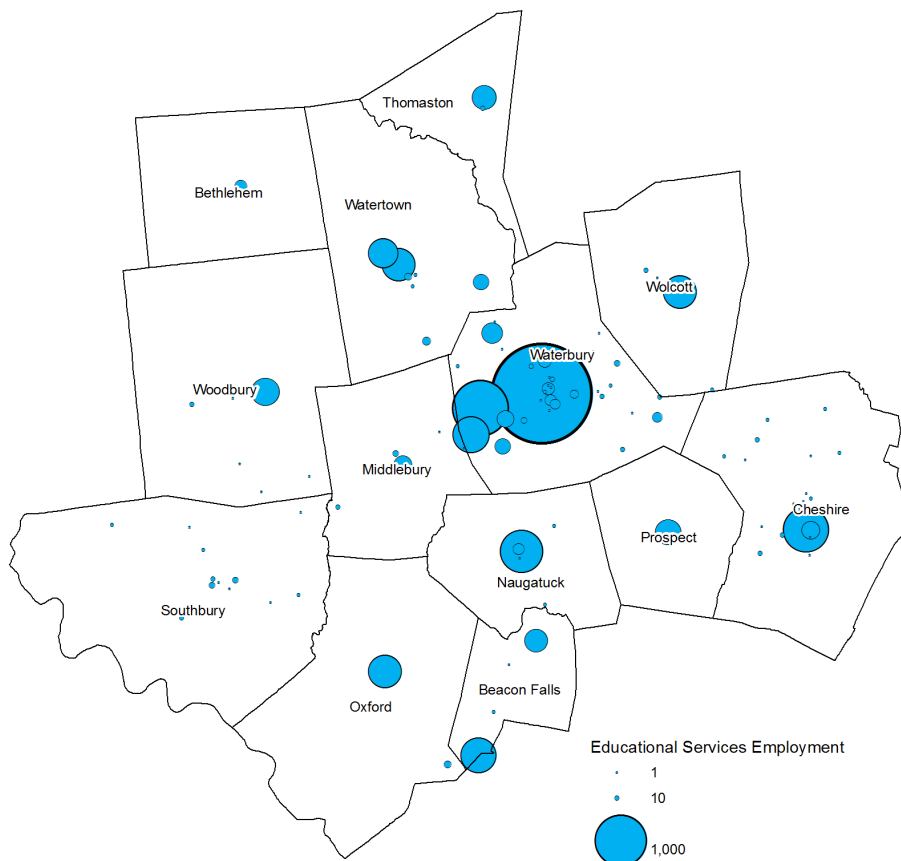 Thomaston
Bethlehem
Watertown
Wolcott
Waterbury
Woodbury
Middlebury
Cheshire
Prospect
Naugatuck
Southbury
Beacon Falls
Oxford
Educational Services Employment
1
10
1,000